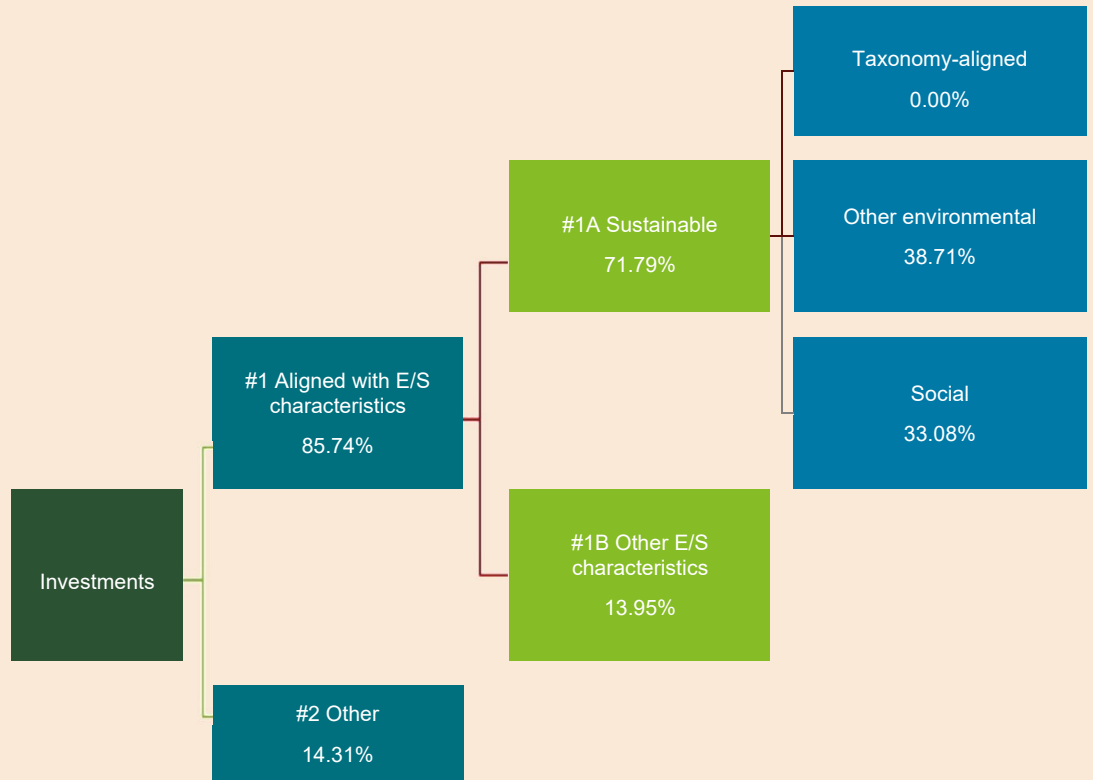 Investments
#1 Aligned with E/S
characteristics
85.74%
#2 Other
14.31%
#1A Sustainable
71.79%
#1B Other E/S
characteristics
13.95%
Taxonomy-aligned
0.00%
Other environmental
38.71%
Social
33.08%